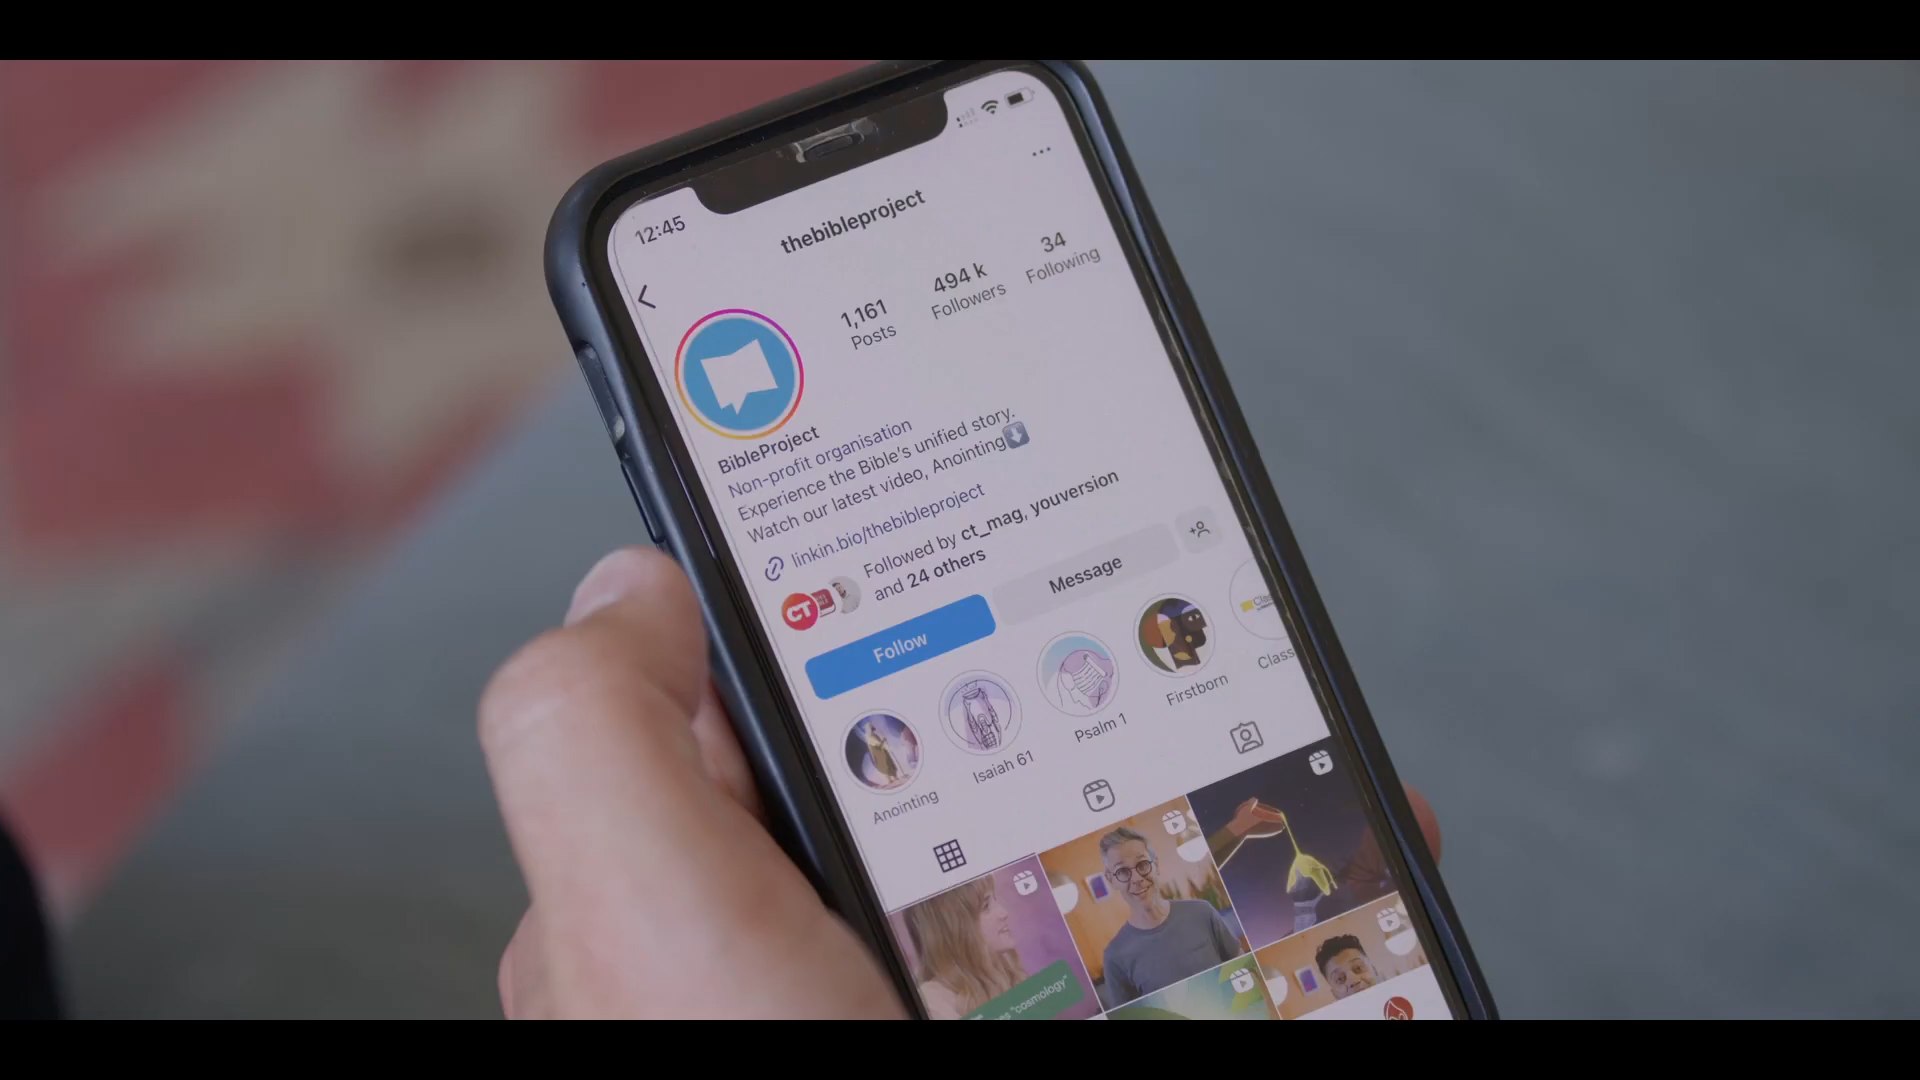 12:45
thebibleproject
1,161
Posts
494 k
Followers
34
Following
BibleProject
Non-profit organisation
Experience the Bible's unified story.
Watch our latest video, Anointing
linkin.bio/thebibleproject
CT
Followed by ct_mag, youversion
and 24 others
Follow
Message
Anointing
Isaiah 61
Psalm 1
Firstborn
Class
"cosmology"